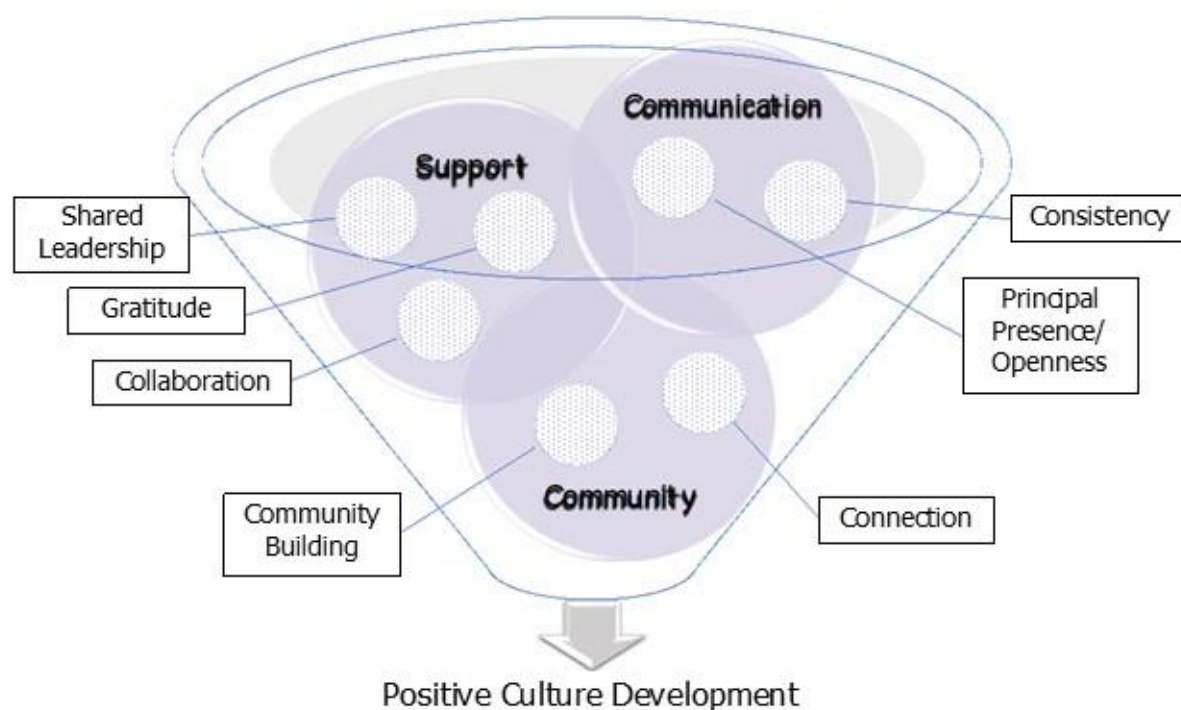 Communication
Support
Shared
Leadership
Consistency
Gratitude
Principal
Presence/
Openness
Collaboration
Community
Community
Building
Connection
Positive Culture Development